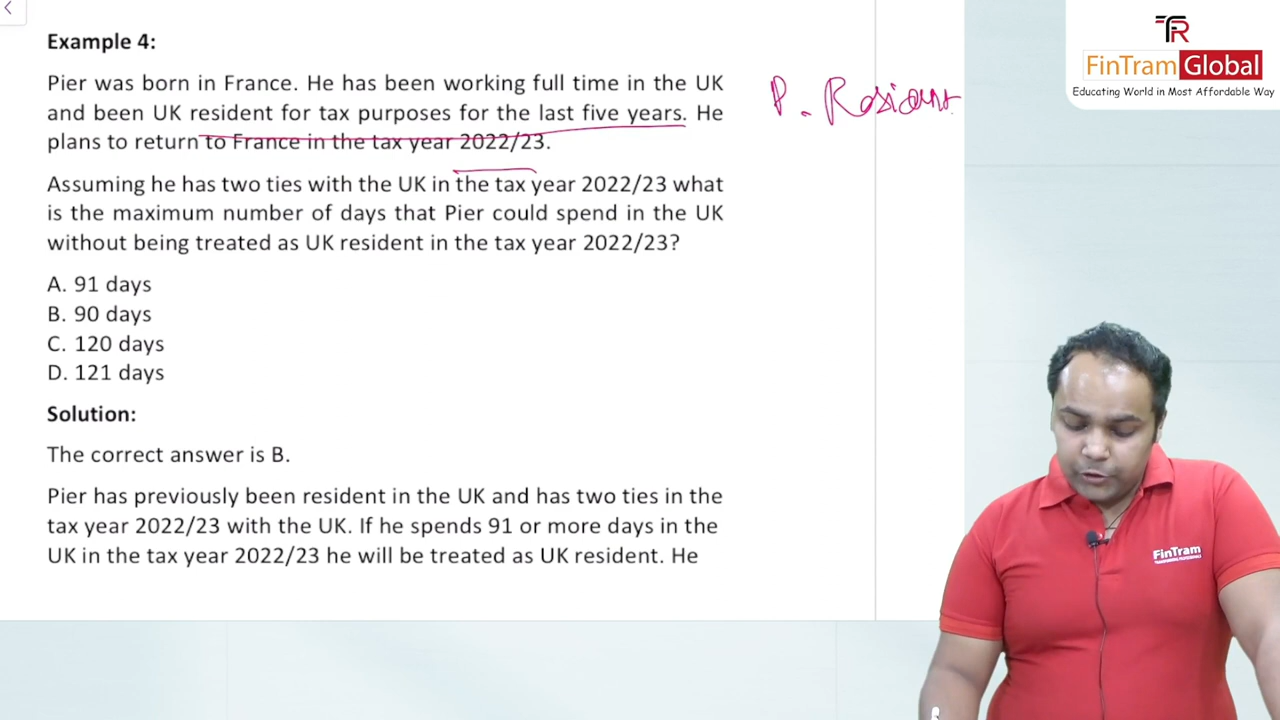 Example 4:
Pier was born in France. He has been working full time in the UK
and been UK resident for tax purposes for the last five years. He
plans to return to France in the tax year 2022/23.
P. Resident
Assuming he has two ties with the UK in the tax year 2022/23 what
is the maximum number of days that Pier could spend in the UK
without being treated as UK resident in the tax year 2022/23?
A. 91 days
B. 90 days
C. 120 days
D. 121 days
Solution:
The correct answer is B.
Pier has previously been resident in the UK and has two ties in the
tax year 2022/23 with the UK. If he spends 91 or more days in the
UK in the tax year 2022/23 he will be treated as UK resident. He
FinTram Global
Educating World in Most Affordable Way
FinTram